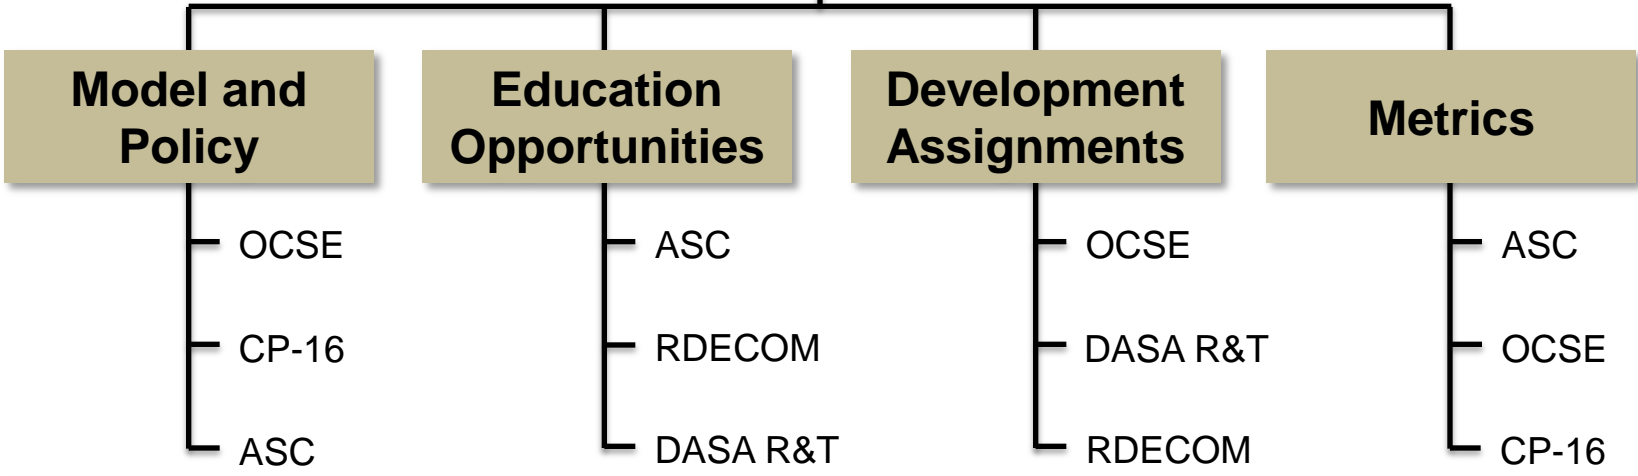 Model and
Policy
OCSE
CP-16
ASC
Education
Opportunities
ASC
RDECOM
DASA R&T
Development
Assignments
OCSE
DASA R&T
RDECOM
Metrics
ASC
OCSE
CP-16